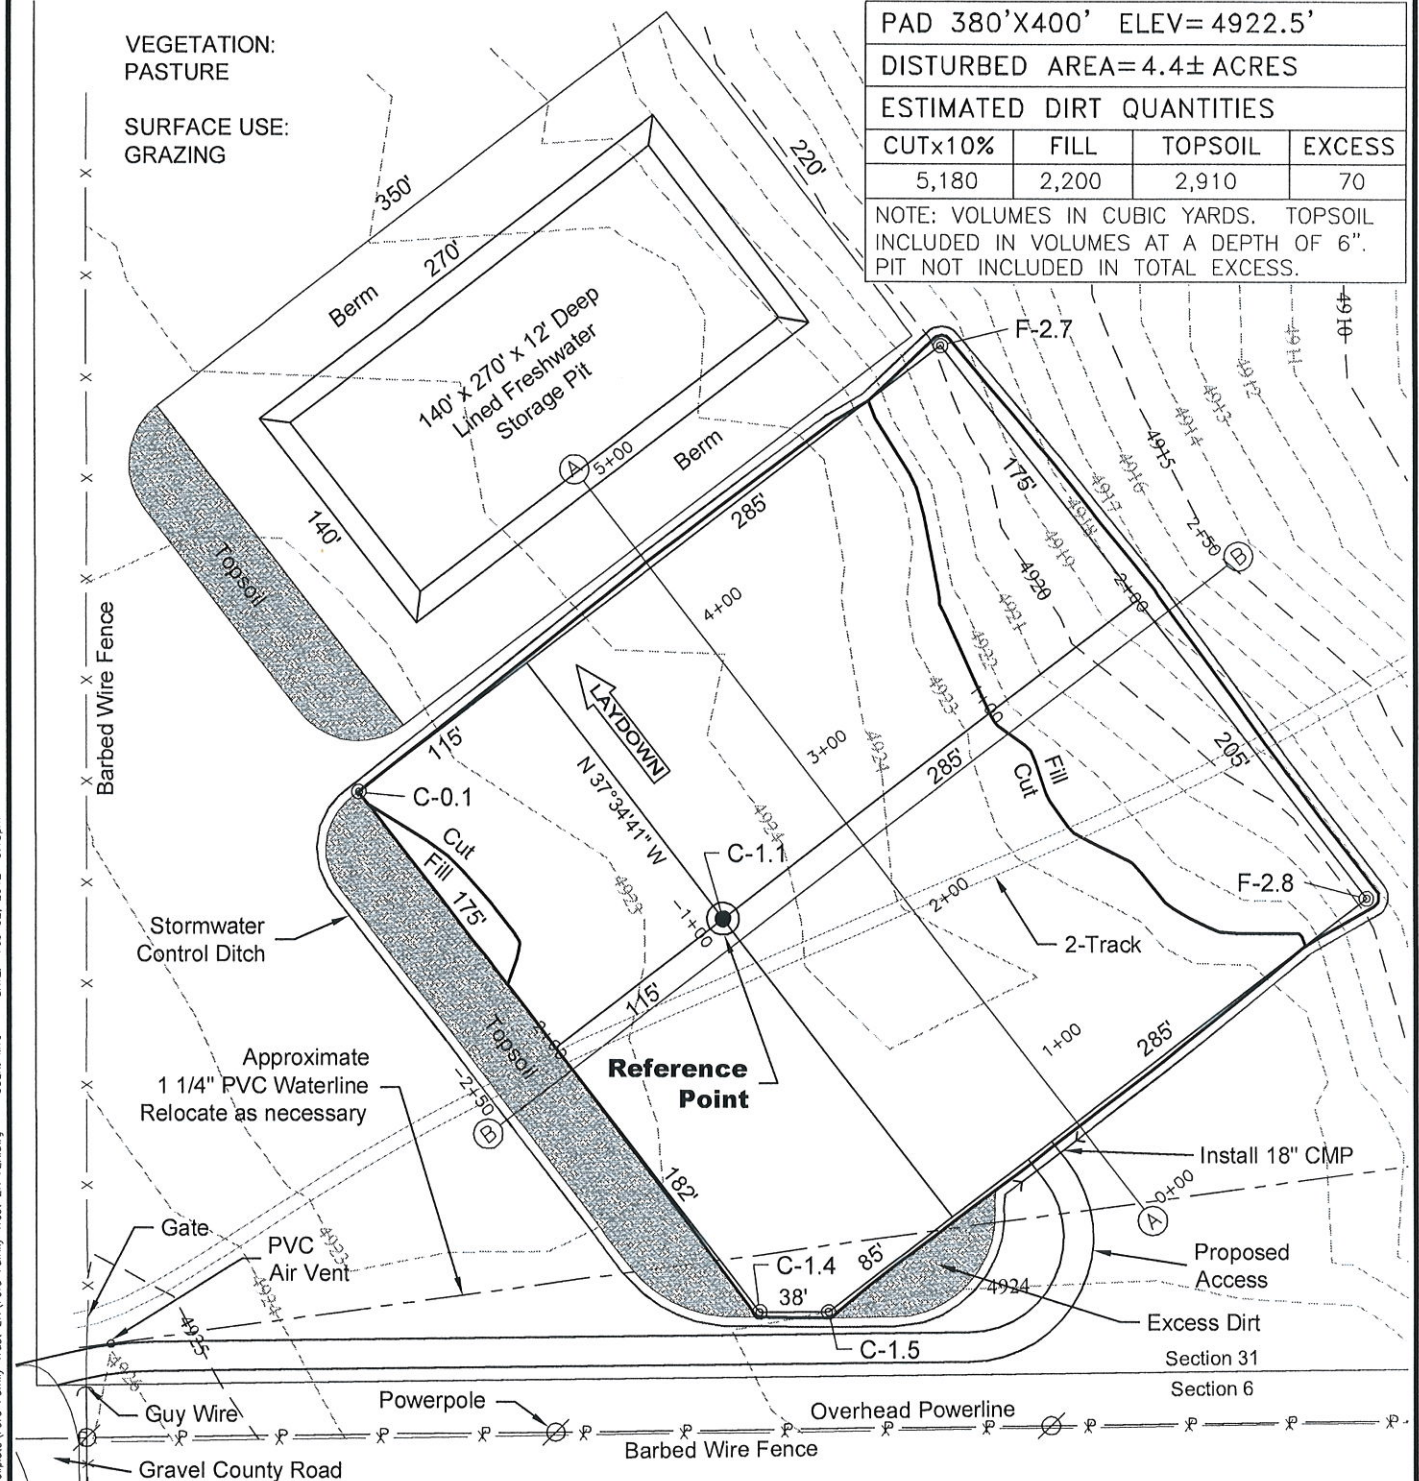 VEGETATION:
PASTURE
SURFACE USE:
GRAZING
PAD 380'X400' ELEV=4922.5'
DISTURBED AREA=4.4± ACRES
ESTIMATED DIRT QUANTITIES
CUTx10% FILL TOPSOIL EXCESS
5,180 2,200 2,910 70
NOTE: VOLUMES IN CUBIC YARDS. TOPSOIL
INCLUDED IN VOLUMES AT A DEPTH OF 6".
PIT NOT INCLUDED IN TOTAL EXCESS.
220'
350'
270'
Berm
140' x 270' x 12' Deep
Lined Freshwater
Storage Pit
140'
Berm
Topsoil
A
5+00
285'
F-2.7
175'
4910
4911
4912
4913
4914
4915
4916
4917
4918
4919
4920
4921
4922
4923
4924
2+50
B
2+00
4+00
Barbed Wire Fence
115'
C-0.1
LAYDOWN
N 37°34'41" W
3+00
1+00
285'
205'
Fill
Cut
Cut
Fill
175'
4924
4923
C-1.1
-1+00
2+00
F-2.8
2-Track
Stormwater
Control Ditch
115'
Topsoil
2+00
Reference
Point
1+00
285'
Approximate
1 1/4" PVC Waterline
Relocate as necessary
-2+50
B
182'
Install 18" CMP
0+00
A
Gate
PVC
Air Vent
4923
4924
4925
4926
C-1.4
85'
38'
C-1.5
4924
Proposed
Access
Excess Dirt
Section 31
Section 6
Guy Wire
Powerpole
Overhead Powerline
P P P P P P P P P P P
Barbed Wire Fence
Gravel County Road